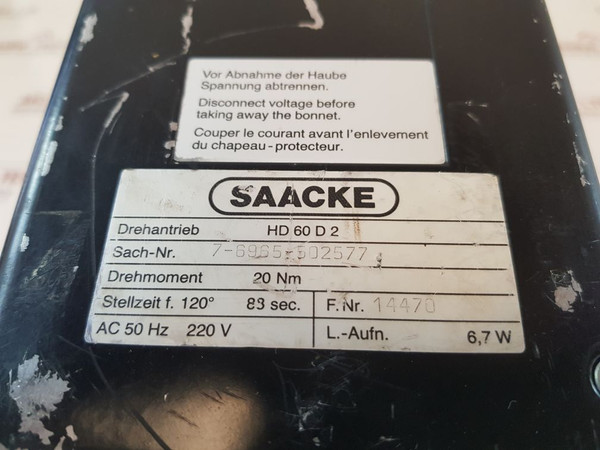 Vor Abnahme der Haube
Spannung abtrennen.
Disconnect voltage before
taking away the bonnet.
Couper le courant avant l'enlevement
du chapeau-protecteur.
SAACKE
Drehantrieb HD 60 D 2
Sach-Nr. 7-6965-502577
Drehmoment 20 Nm
Stellzeit f. 120° 83 sec. F. Nr. 14470
AC 50 Hz 220 V L.-Aufn. 6,7 W